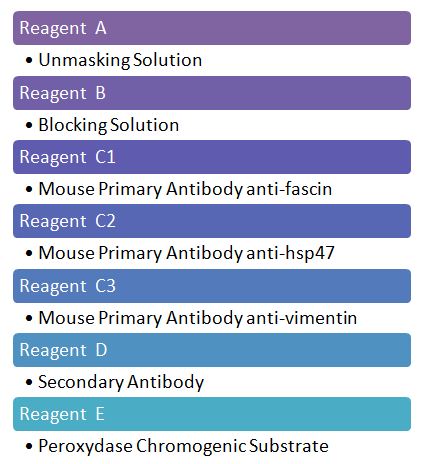 Reagent A
• Unmasking Solution
Reagent B
• Blocking Solution
Reagent C1
• Mouse Primary Antibody anti-fascin
Reagent C2
• Mouse Primary Antibody anti-hsp47
Reagent C3
• Mouse Primary Antibody anti-vimentin
Reagent D
• Secondary Antibody
Reagent E
• Peroxydase Chromogenic Substrate